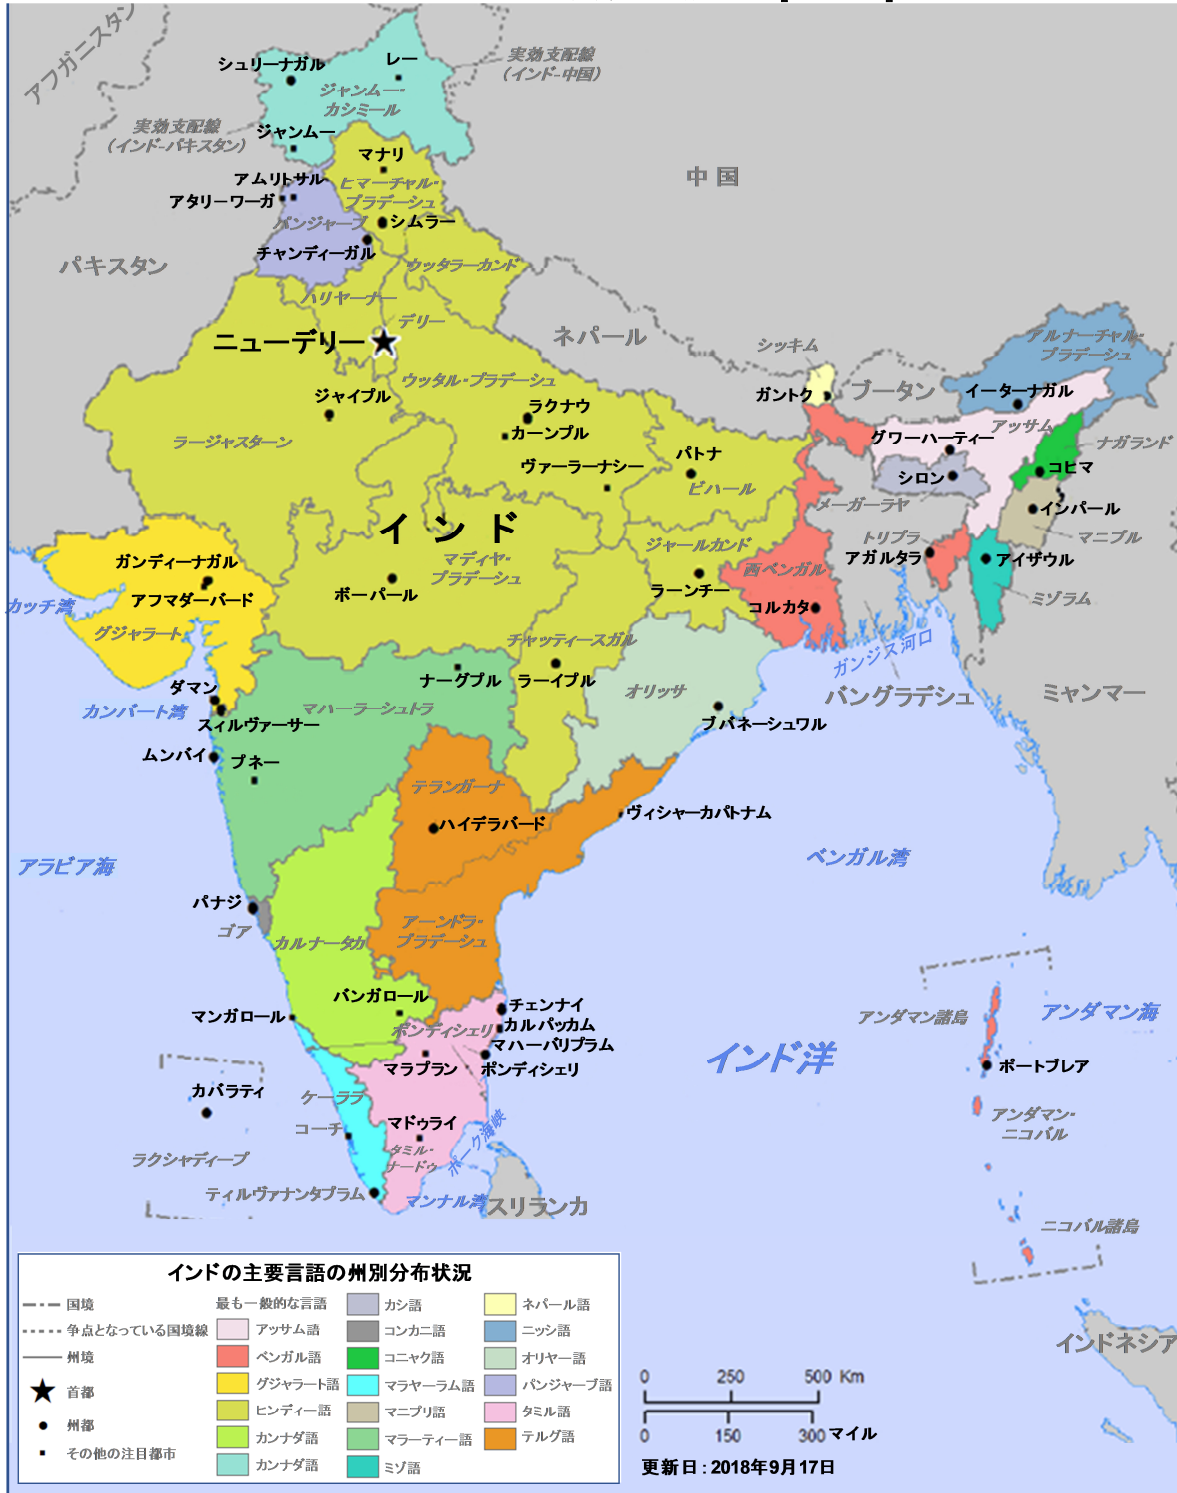 アフガニスタン
シュリーナガル
レー
実効支配線
(インド-中国)
ジャンムー・
カシミール
実効支配線
(インド-パキスタン)
ジャンムー
マナリ
中国
アムリトサル
ヒマーチャル・
プラデーシュ
アタリーワーガ
パンジャーブ
シムラー
チャンディーガル
パキスタン
ウッタラーカンド
ハリヤーナー
デリー
ニューデリー
ネパール
シッキム
アルナーチャル・
プラデーシュ
ウッタル・プラデーシュ
ガントク
ブータン
イーターナガル
ジャイプル
ラクナウ
カーンプル
ラージャスターン
アッサム
グワーハーティー
ナガランド
パトナ
ヴァーラーナシー
コヒマ
シロン
ビハール
メーガーラヤ
インパール
インド
トリプラ
マニプル
ジャールカンド
アガルタラ
アイザウル
ガンディーナガル
マディヤ・
プラデーシュ
西ベンガル
ボーパール
ラーンチー
アフマダーバード
ミゾラム
カッチ湾
コルカタ
グジャラート
チャッティースガル
ガンジス河口
ダマン
ナーグプル
ラーイプル
オリッサ
バングラデシュ
ミャンマー
カンバート湾
マハーラーシュトラ
スィルヴァーサー
ブバネーシュワル
ムンバイ
プネー
テランガーナ
ハイデラバード
ヴィシャーカパトナム
アラビア海
ベンガル湾
パナジ
ゴア
カルナータカ
アーンドラ・
プラデーシュ
バンガロール
チェンナイ
マンガロール
ポンディシェリ
カルパッカム
マハーバリプラム
アンダマン諸島
アンダマン海
インド洋
マラプラン
ポンディシェリ
ポートブレア
カバラティ
ケーララ
コーチ
マドゥライ
アンダマン・
ニコバル
タミル・
ナードゥ
ポーク海峡
ラクシャディープ
ティルヴァナンタプラム
マンナル湾
スリランカ
ニコバル諸島
インドネシア
インドの主要言語の州別分布状況
国境
争点となっている国境線
州境
首都
州都
その他の注目都市
最も一般的な言語
アッサム語
ベンガル語
グジャラート語
ヒンディー語
カンナダ語
カンナダ語
カシ語
コンカニ語
コニャク語
マラヤーラム語
マニプリ語
マラーティー語
ミゾ語
ネパール語
ニッシ語
オリヤー語
パンジャーブ語
タミル語
テルグ語
0 250 500 Km
0 150 300 マイル
更新日:2018年9月17日